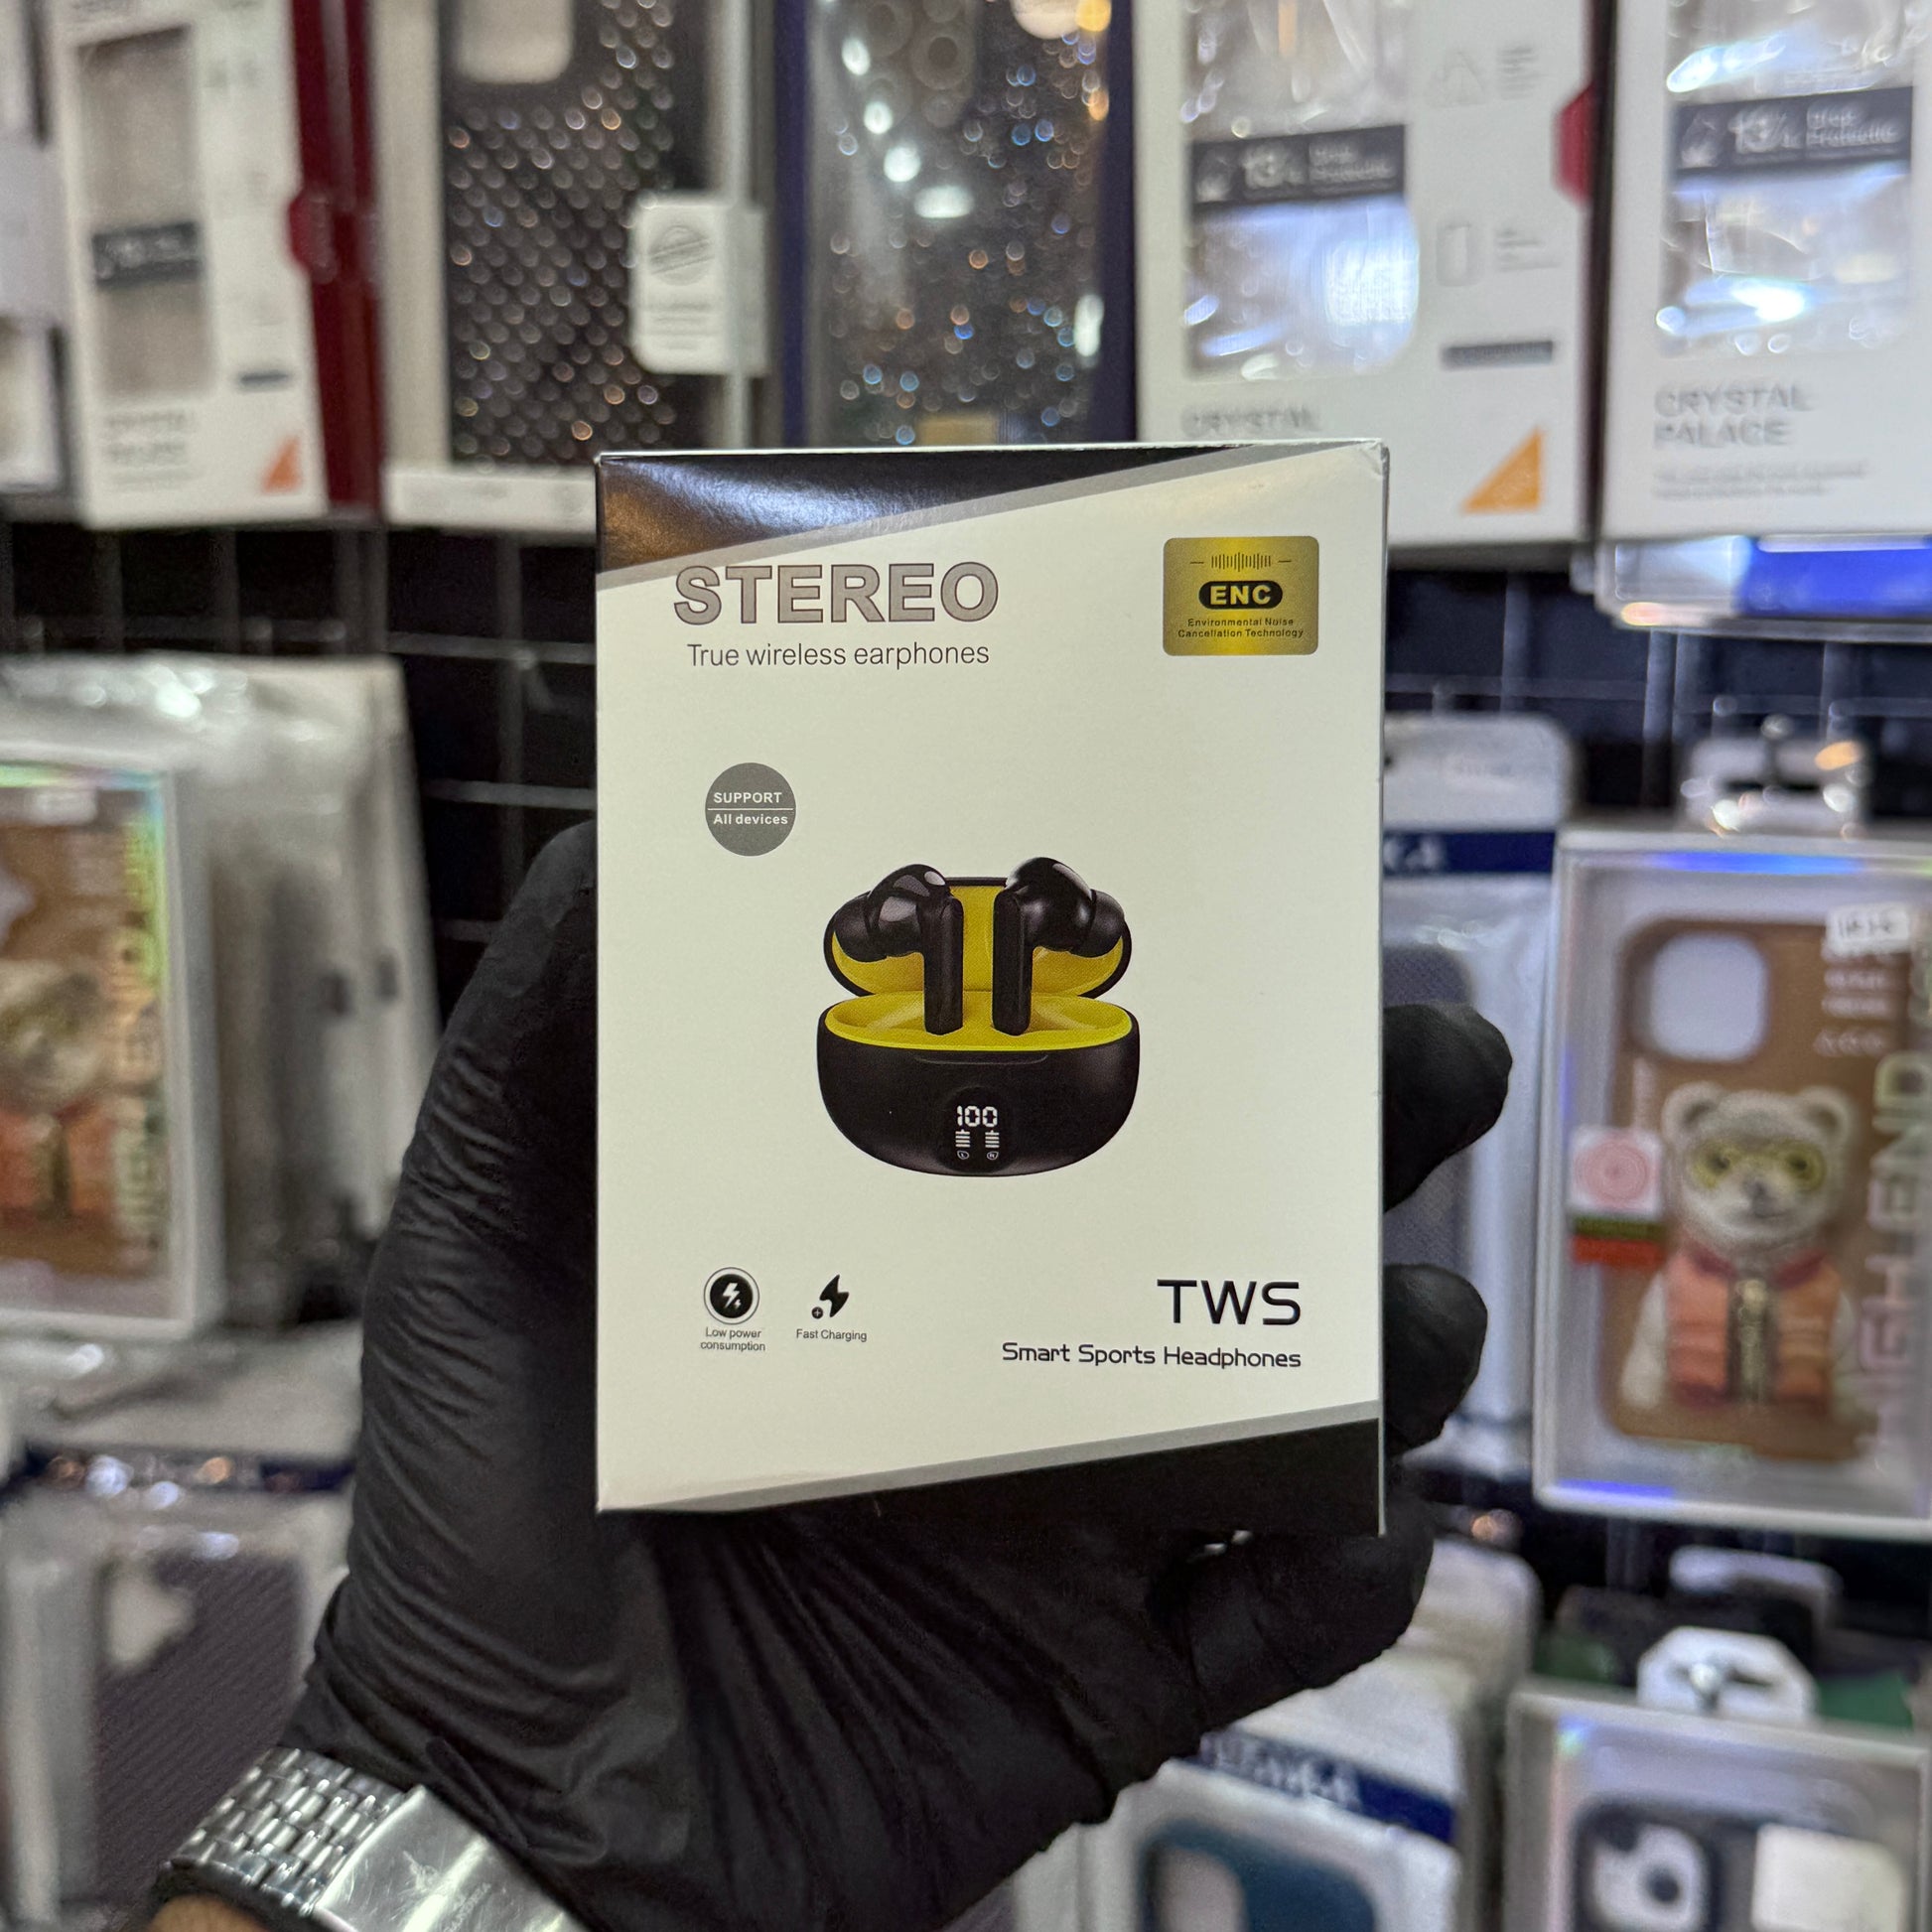 STEREO
True wireless earphones
ENC
Environmental Noise
Cancellation Technology
SUPPORT
All devices
100
Low power
consumption
Fast Charging
TWS
Smart Sports Headphones
CRYSTAL
CRYSTAL
PALACE